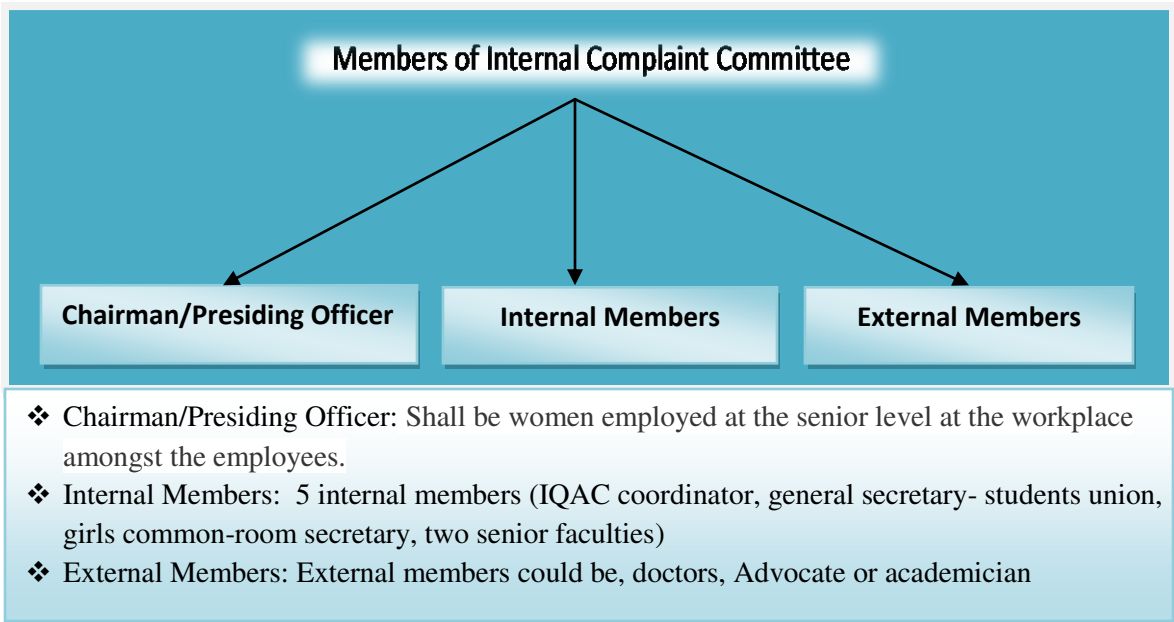 Members of Internal Complaint Committee
Chairman/Presiding Officer
Internal Members
External Members
❖ Chairman/Presiding Officer: Shall be women employed at the senior level at the workplace
amongst the employees.
❖ Internal Members: 5 internal members (IQAC coordinator, general secretary- students union,
girls common-room secretary, two senior faculties)
❖ External Members: External members could be, doctors, Advocate or academician